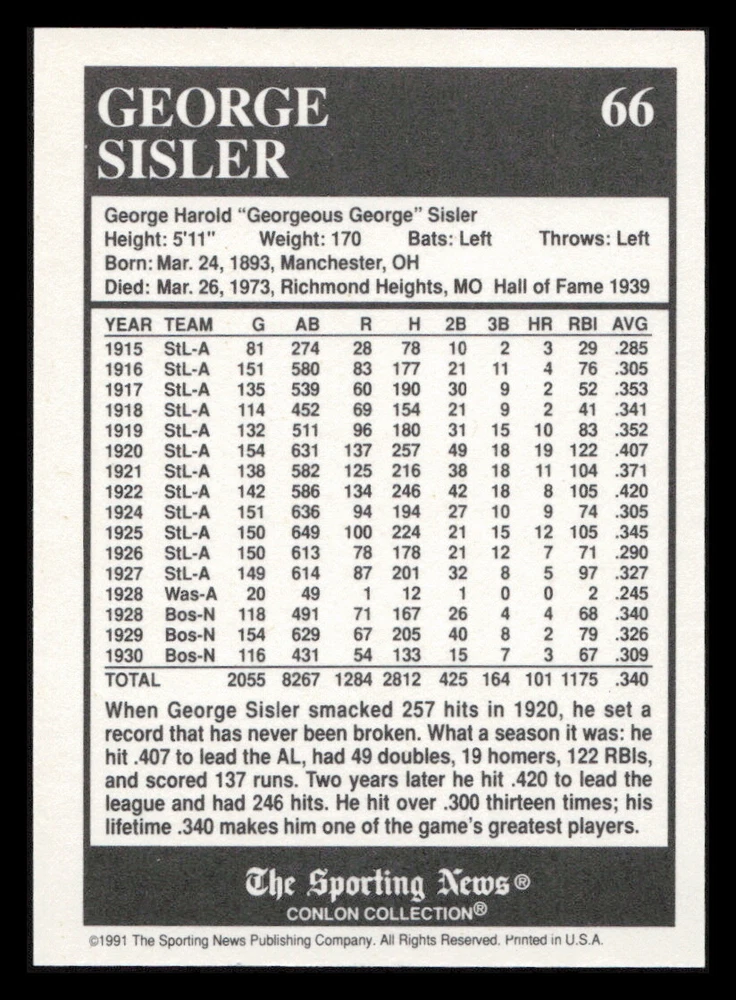 GEORGE 66
SISLER
George Harold “Georgeous George” Sisler
Height: 5'11" Weight: 170 Bats: Left Throws: Left
Born: Mar. 24, 1893, Manchester, OH
Died: Mar. 26, 1973, Richmond Heights, MO Hall of Fame 1939
YEAR TEAM G AB R H 2B 3B HR RBI AVG
1915 StL-A 81 274 28 78 10 2 3 29 .285
1916 StL-A 151 580 83 177 21 11 4 76 .305
1917 StL-A 135 539 60 190 30 9 2 52 .353
1918 StL-A 114 452 69 154 21 9 2 41 .341
1919 StL-A 132 511 96 180 31 15 10 83 .352
1920 StL-A 154 631 137 257 49 18 19 122 .407
1921 StL-A 138 582 125 216 38 18 11 104 .371
1922 StL-A 142 586 134 246 42 18 8 105 .420
1924 StL-A 151 636 94 194 27 10 9 74 .305
1925 StL-A 150 649 100 224 21 15 12 105 .345
1926 StL-A 150 613 78 178 21 12 7 71 .290
1927 StL-A 149 614 87 201 32 8 5 97 .327
1928 Was-A 20 49 1 12 1 0 0 2 .245
1928 Bos-N 118 491 71 167 26 4 4 68 .340
1929 Bos-N 154 629 67 205 40 8 2 79 .326
1930 Bos-N 116 431 54 133 15 7 3 67 .309
TOTAL 2055 8267 1284 2812 425 164 101 1175 .340
When George Sisler smacked 257 hits in 1920, he set a
record that has never been broken. What a season it was: he
hit .407 to lead the AL, had 49 doubles, 19 homers, 122 RBIs,
and scored 137 runs. Two years later he hit .420 to lead the
league and had 246 hits. He hit over .300 thirteen times; his
lifetime .340 makes him one of the game's greatest players.
The Sporting News®
CONLON COLLECTION®
©1991 The Sporting News Publishing Company. All Rights Reserved. Printed in U.S.A.